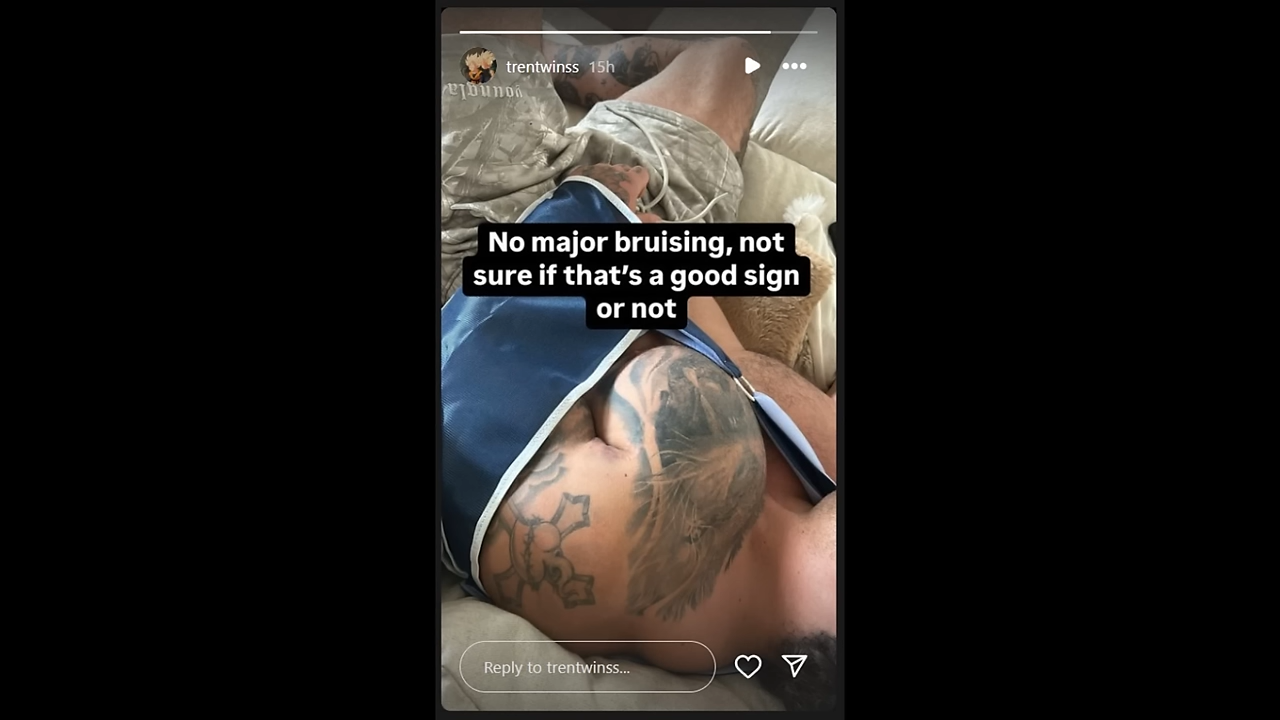 trentwinss 15h
No major bruising, not
sure if that’s a good sign
or not
Reply to trentwinss...